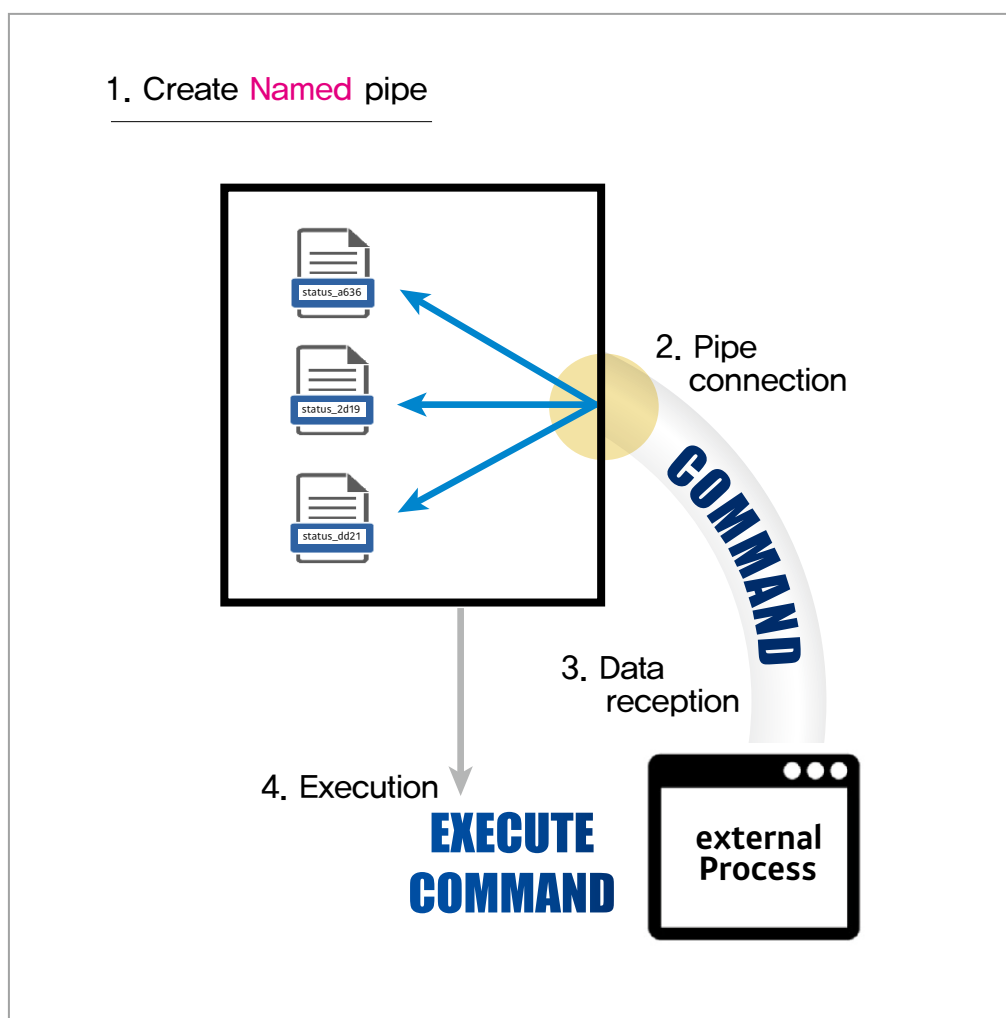 1. Create Named pipe
status_a636
status_2d19
status_dd21
2. Pipe
connection
COMMAND
3. Data
reception
4. Execution
EXECUTE
COMMAND
external
Process